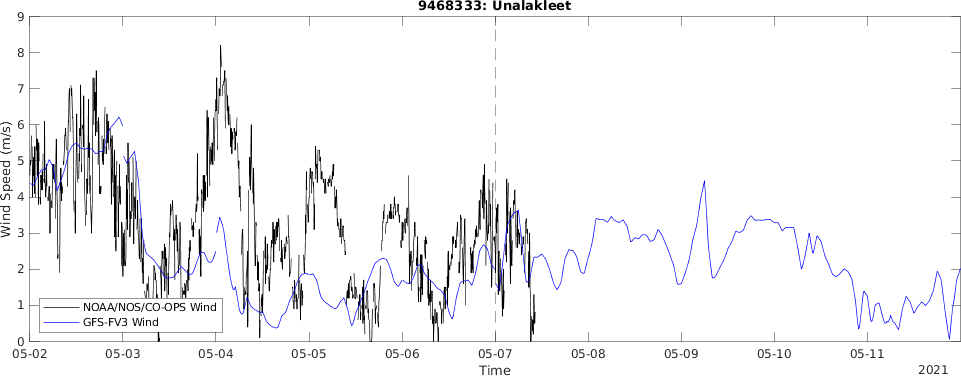 9468333: Unalakleet
9
8
7
6
5
4
3
2
1
0
Wind Speed (m/s)
NOAA/NOS/CO-OPS Wind
GFS-FV3 Wind
05-02 05-03 05-04 05-05 05-06 05-07 05-08 05-09 05-10 05-11
Time
2021